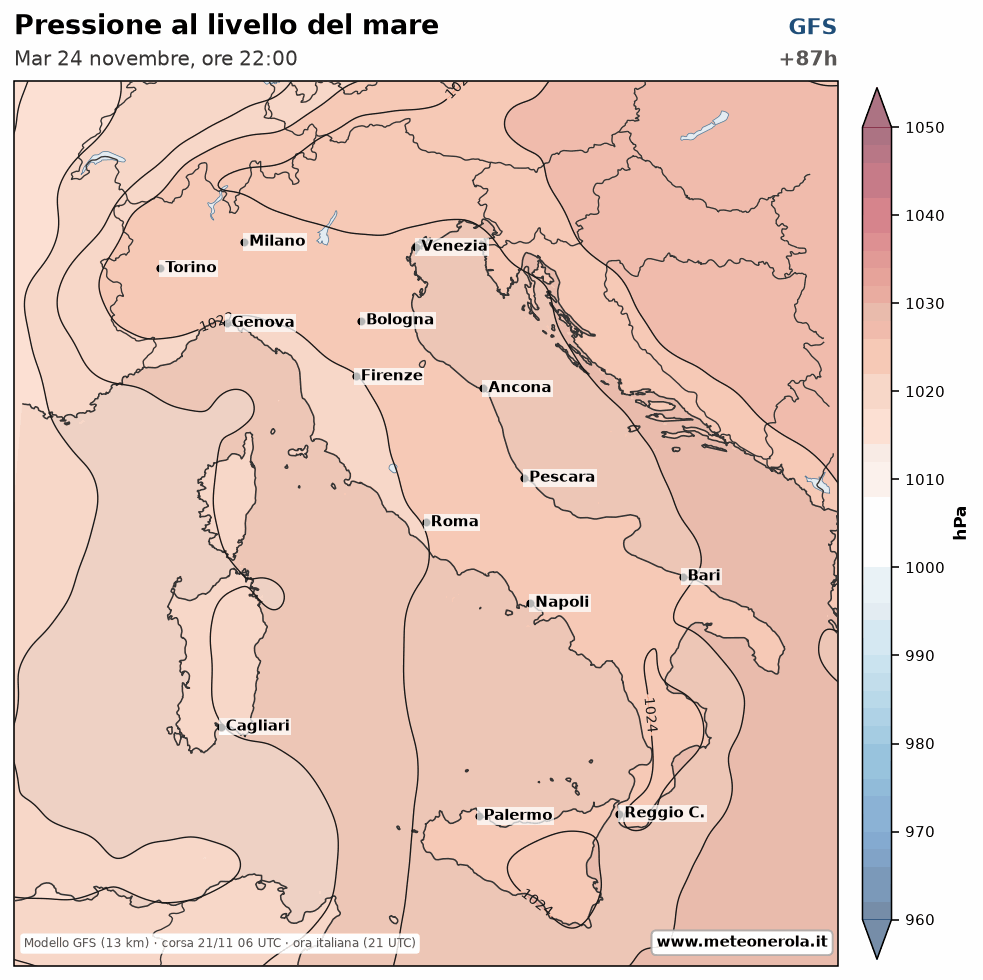 Pressione al livello del mare
GFS
Mar 24 novembre, ore 22:00
+87h
1050
1040
Milano
Venezia
Torino
1030
Genova
Bologna
Firenze
Ancona
1020
Pescara
1010
Roma
hPa
1000
Bari
Napoli
990
1024
Cagliari
980
Palermo
Reggio C.
970
1024
960
Modello GFS (13 km) · corsa 21/11 06 UTC · ora italiana (21 UTC)
www.meteonerola.it